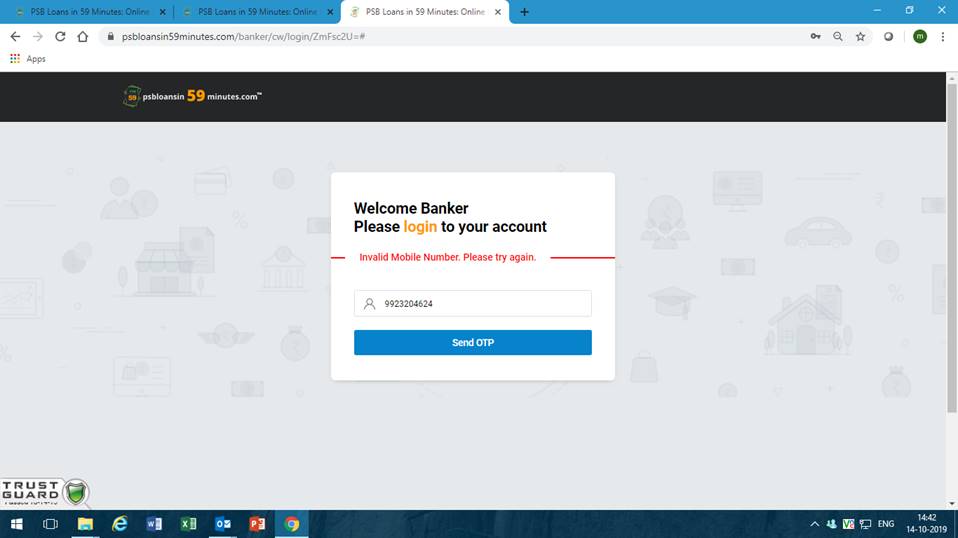 PSB Loans in 59 Minutes: Online
PSB Loans in 59 Minutes: Online
PSB Loans in 59 Minutes: Online
psbloansin59minutes.com/banker/cw/login/ZmFsc2U=#
m
Apps
59
psbloansin 59 minutes.com™
Welcome Banker
Please login to your account
Invalid Mobile Number. Please try again.
9923204624
Send OTP
TRUST
GUARD
ENG
14:42
14-10-2019